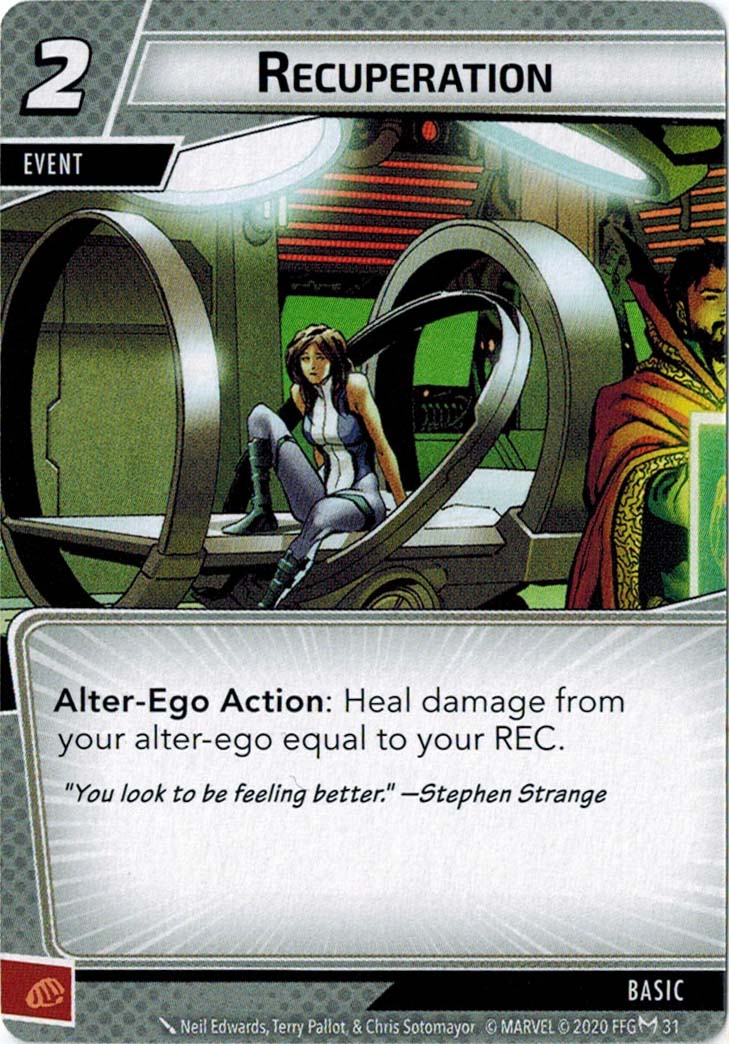 2
RECUPERATION
EVENT
Alter-Ego Action: Heal damage from
your alter-ego equal to your REC.
"You look to be feeling better." —Stephen Strange
BASIC
Neil Edwards, Terry Pallot, & Chris Sotomayor © MARVEL © 2020 FFG 31